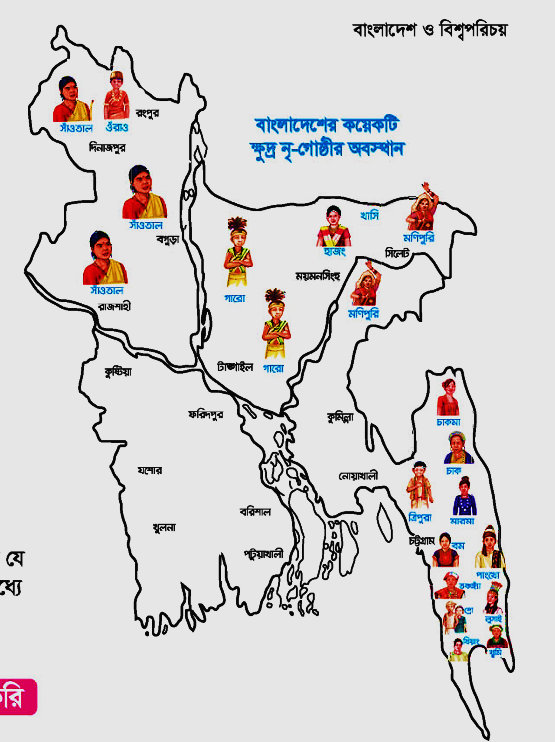 বাংলাদেশ ও বিশ্বপরিচয়
বাংলাদেশের কয়েকটি
ক্ষুদ্র নৃ-গোষ্ঠীর অবস্থান
সাঁওতাল
ওঁরাও
রংপুর
দিনাজপুর
সাঁওতাল
বগুড়া
সাঁওতাল
রাজশাহী
গারো
হাজং
খাসি
মণিপুরি
সিলেট
ময়মনসিংহ
মণিপুরি
টাঙ্গাইল
গারো
কুষ্টিয়া
ফরিদপুর
কুমিল্লা
চাকমা
চাক
যশোর
নোয়াখালী
ত্রিপুরা
মারমা
খুলনা
বরিশাল
চট্টগ্রাম
বম
পটুয়াখালী
পাংখো
তঞ্চঙ্গ্যা
ম্রো
লুসাই
খিয়াং
খুমি
যে
ধ্যে
রি